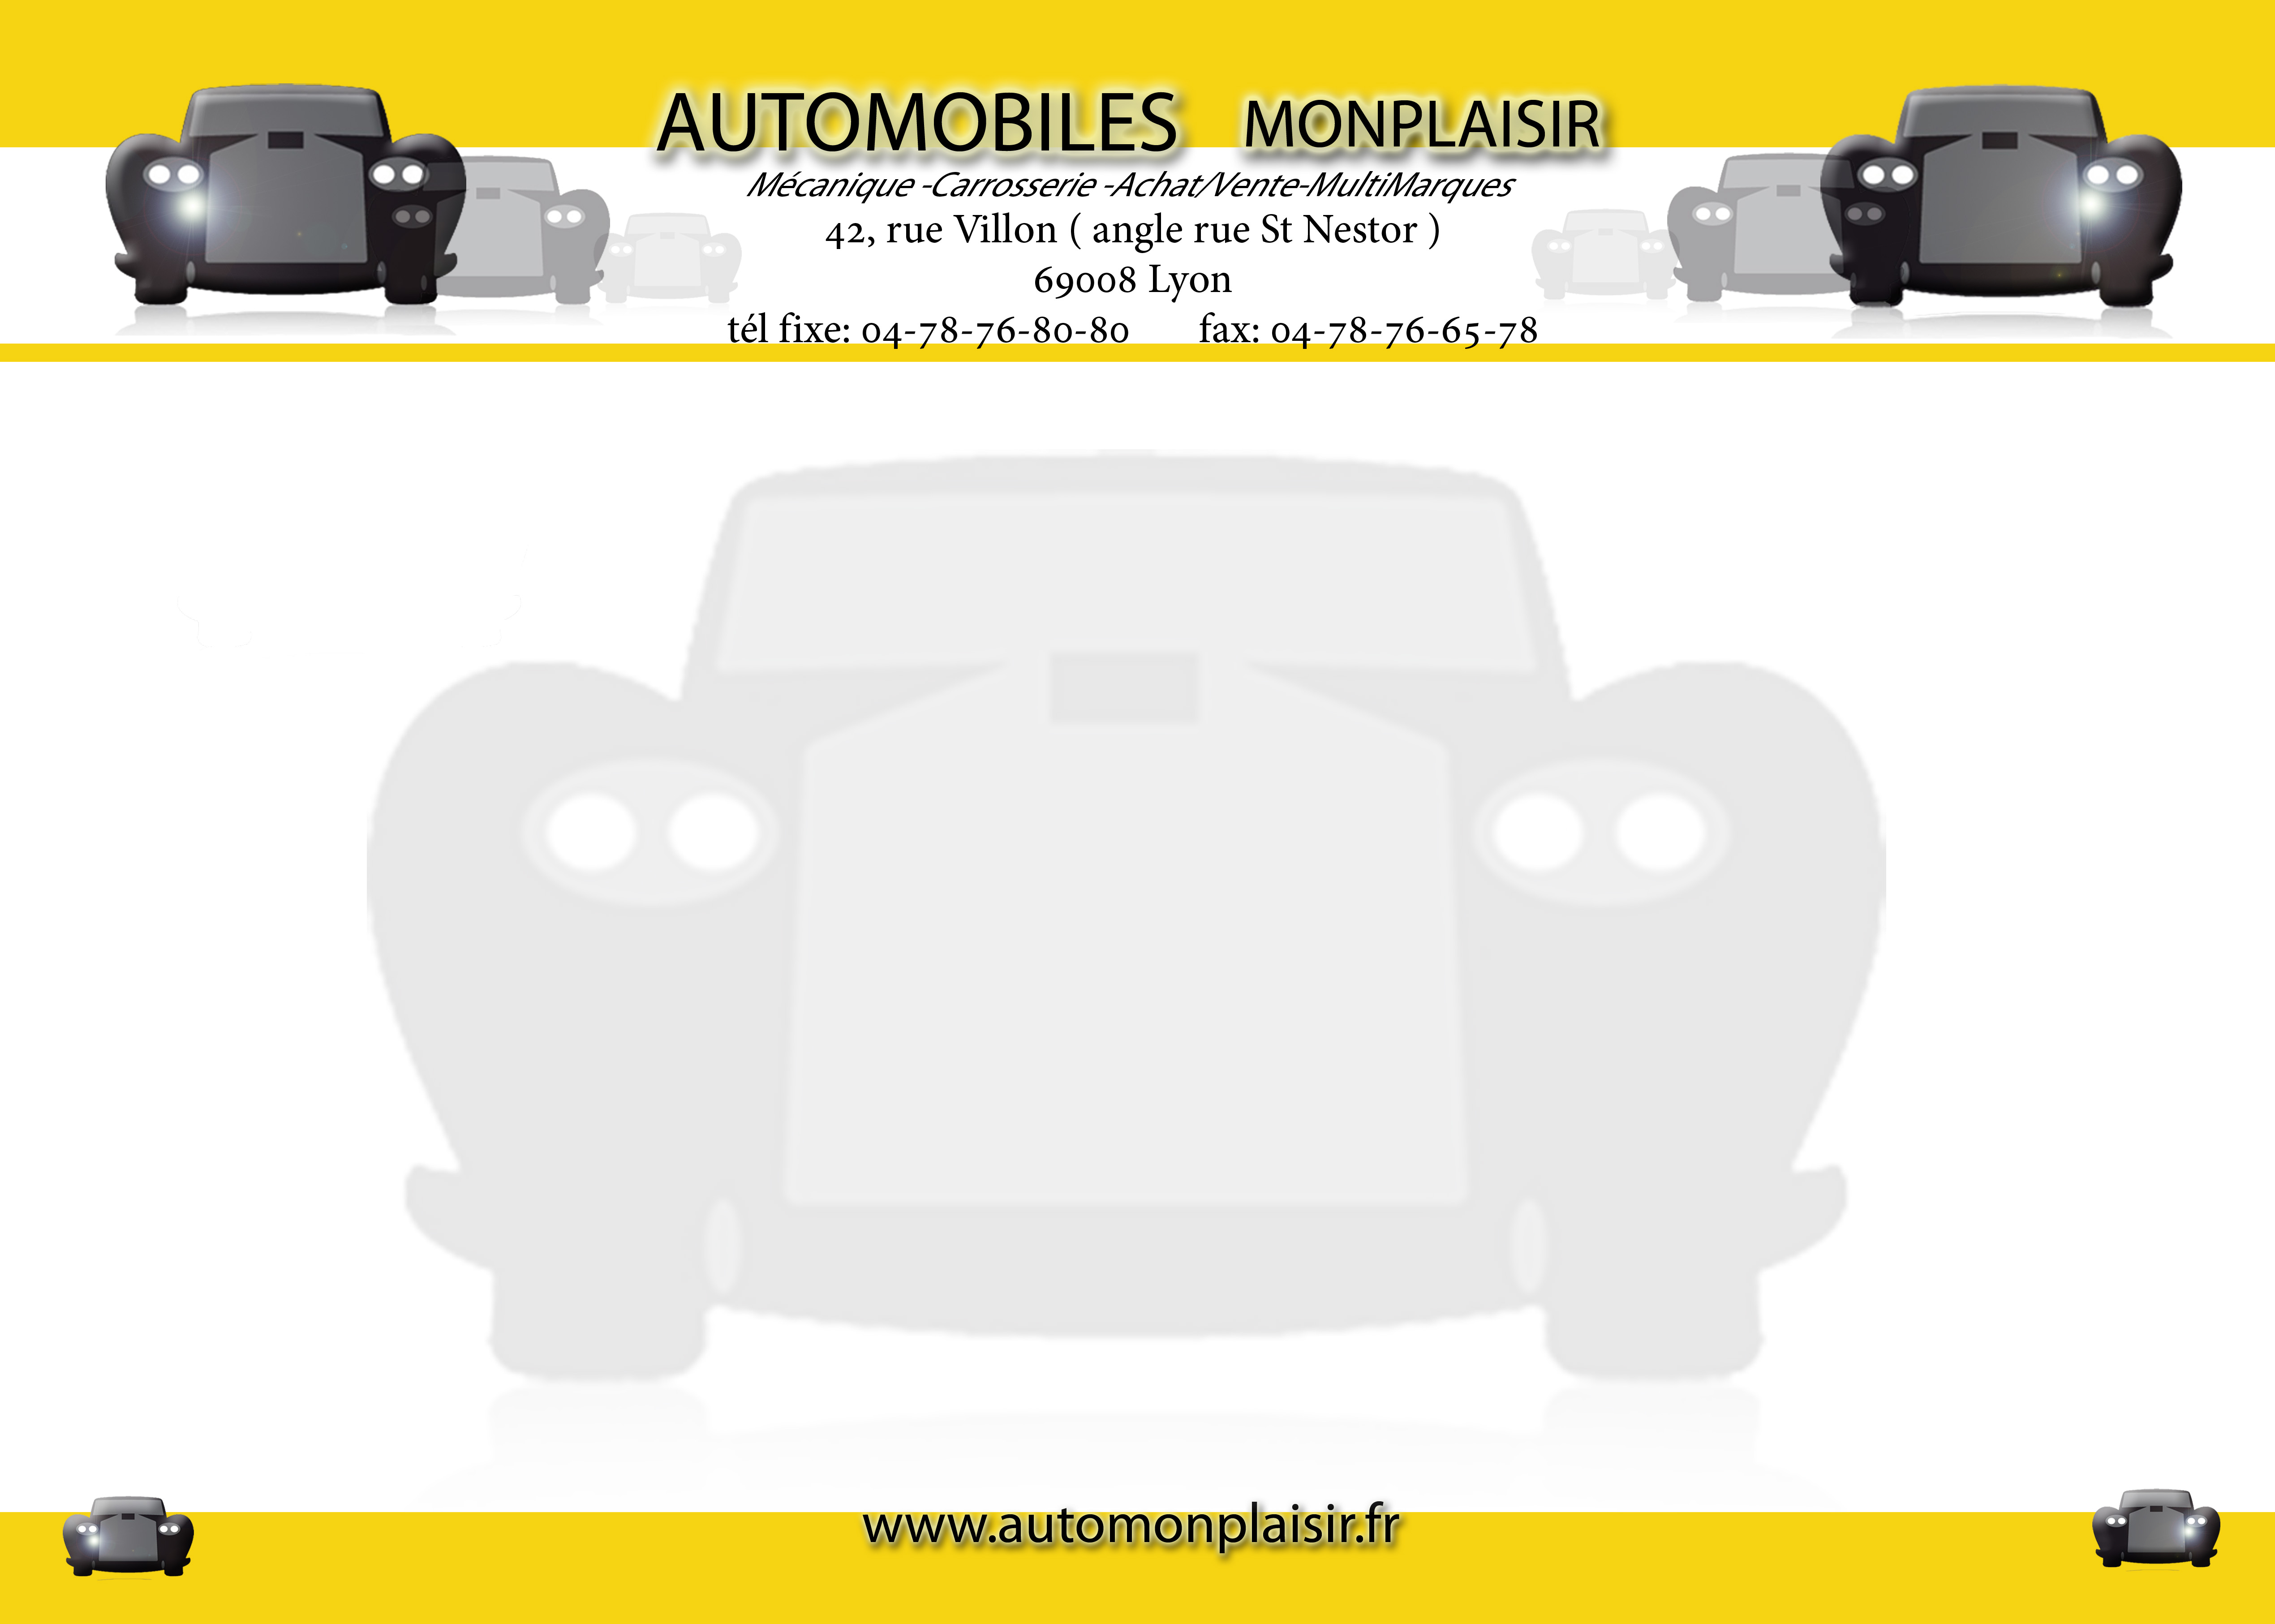 AUTOMOBILES MONPLAISIR
Mécanique -Carrosserie -Achat/Vente-MultiMarques
42, rue Villon ( angle rue St Nestor )
69008 Lyon
tél fixe: 04-78-76-80-80 fax: 04-78-76-65-78
www.automonplaisir.fr